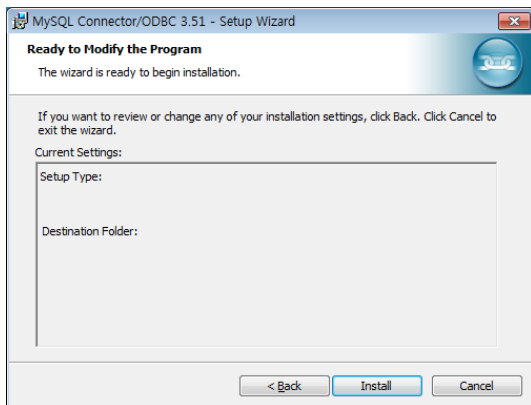 MySQL Connector/ODBC 3.51 - Setup Wizard
Ready to Modify the Program
The wizard is ready to begin installation.
If you want to review or change any of your installation settings, click Back. Click Cancel to
exit the wizard.
Current Settings:
Setup Type:
Destination Folder:
< Back
Install
Cancel